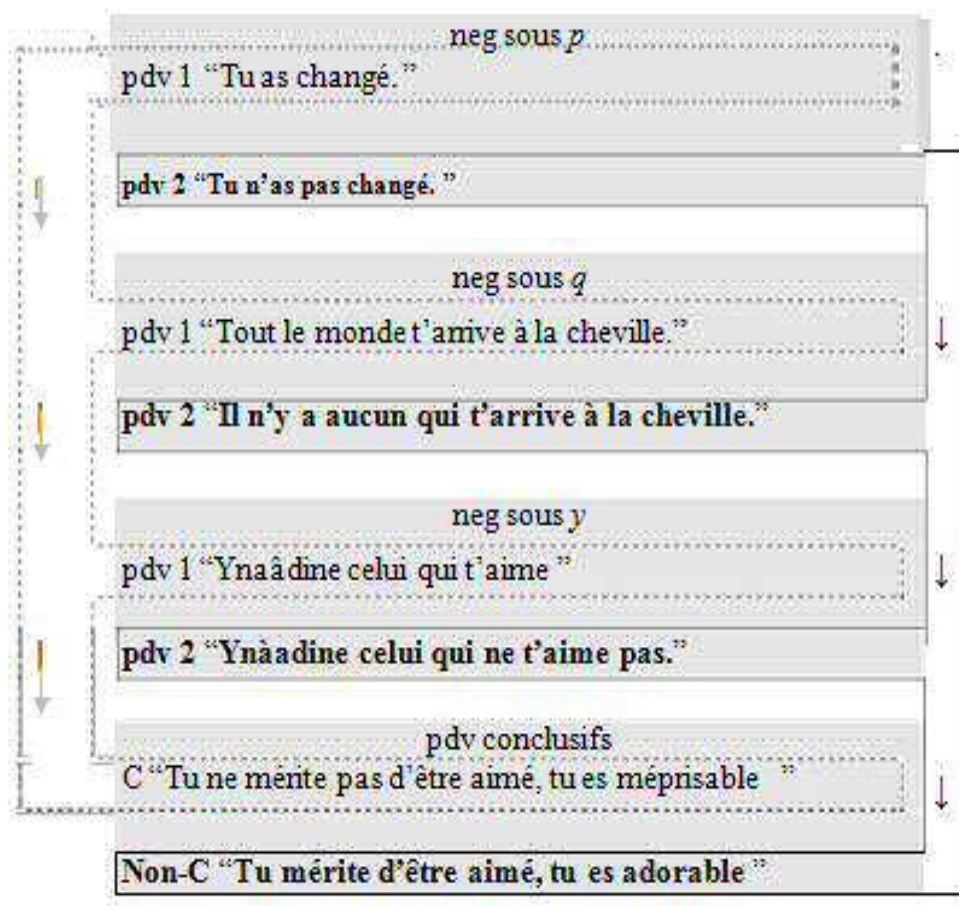 neg sous p
pdv 1 “Tu as changé.”
pdv 2 “Tu n’as pas changé. ”
neg sous q
pdv 1 “Tout le monde t’arrive à la cheville.”
pdv 2 “Il n’y a aucun qui t’arrive à la cheville.”
neg sous y
pdv 1 “Ynaâdine celui qui t’aime ”
pdv 2 “Ynàadine celui qui ne t’aime pas.”
pdv conclusifs
C “Tu ne mérite pas d’être aimé, tu es méprisable ”
Non-C “Tu mérite d’être aimé, tu es adorable ”